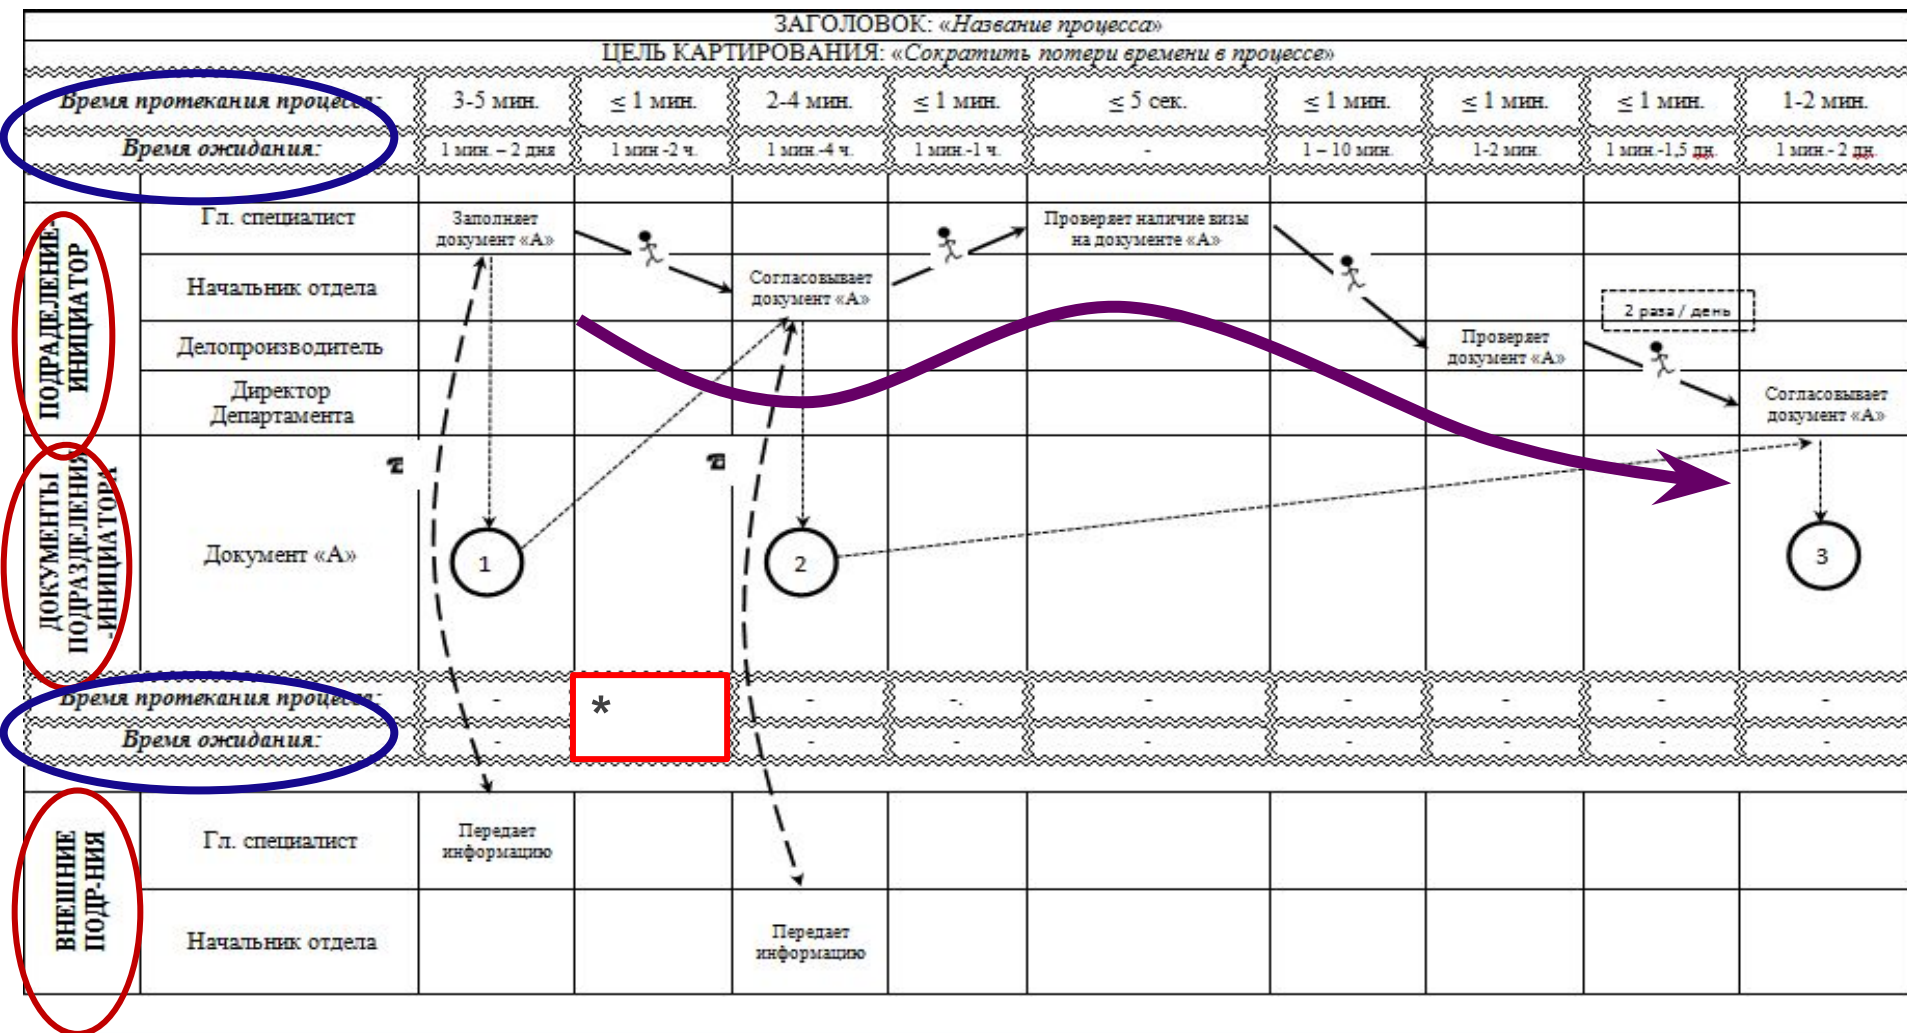 ЗАГОЛОВОК: «Название процесса»
ЦЕЛЬ КАРТИРОВАНИЯ: «Сократить потери времени в процессе»
Время протекания процесса: 3-5 мин. ≤ 1 мин. 2-4 мин. ≤ 1 мин. ≤ 5 сек. ≤ 1 мин. ≤ 1 мин. ≤ 1 мин. 1-2 мин.
Время ожидания: 1 мин. – 2 дня 1 мин -2 ч. 1 мин.-4 ч. 1 мин.-1 ч. - 1 – 10 мин. 1-2 мин. 1 мин.-1,5 дн. 1 мин.- 2 дн.
ПОДРАДЕЛЕНИЕ-
ИНИЦИАТОР
Гл. специалист
Заполняет
документ «А»
Проверяет наличие визы
на документе «А»
Начальник отдела
Согласовывает
документ «А»
2 раза / день
Делопроизводитель
Проверяет
документ «А»
Директор
Департамента
Согласовывает
документ «А»
ДОКУМЕНТЫ
ПОДРАЗДЕЛЕНИЯ
-ИНИЦИАТОРА
Документ «А»
1
2
3
Время протекания процесса: - * - -. - - - - -
Время ожидания: - - - - - - - -
ВНЕШНИЕ
ПОДР-НИЯ
Гл. специалист
Передает
информацию
Начальник отдела
Передает
информацию